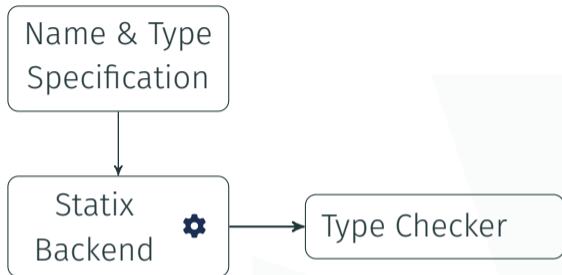 Name & Type
Specification
Statix
Backend
Type Checker